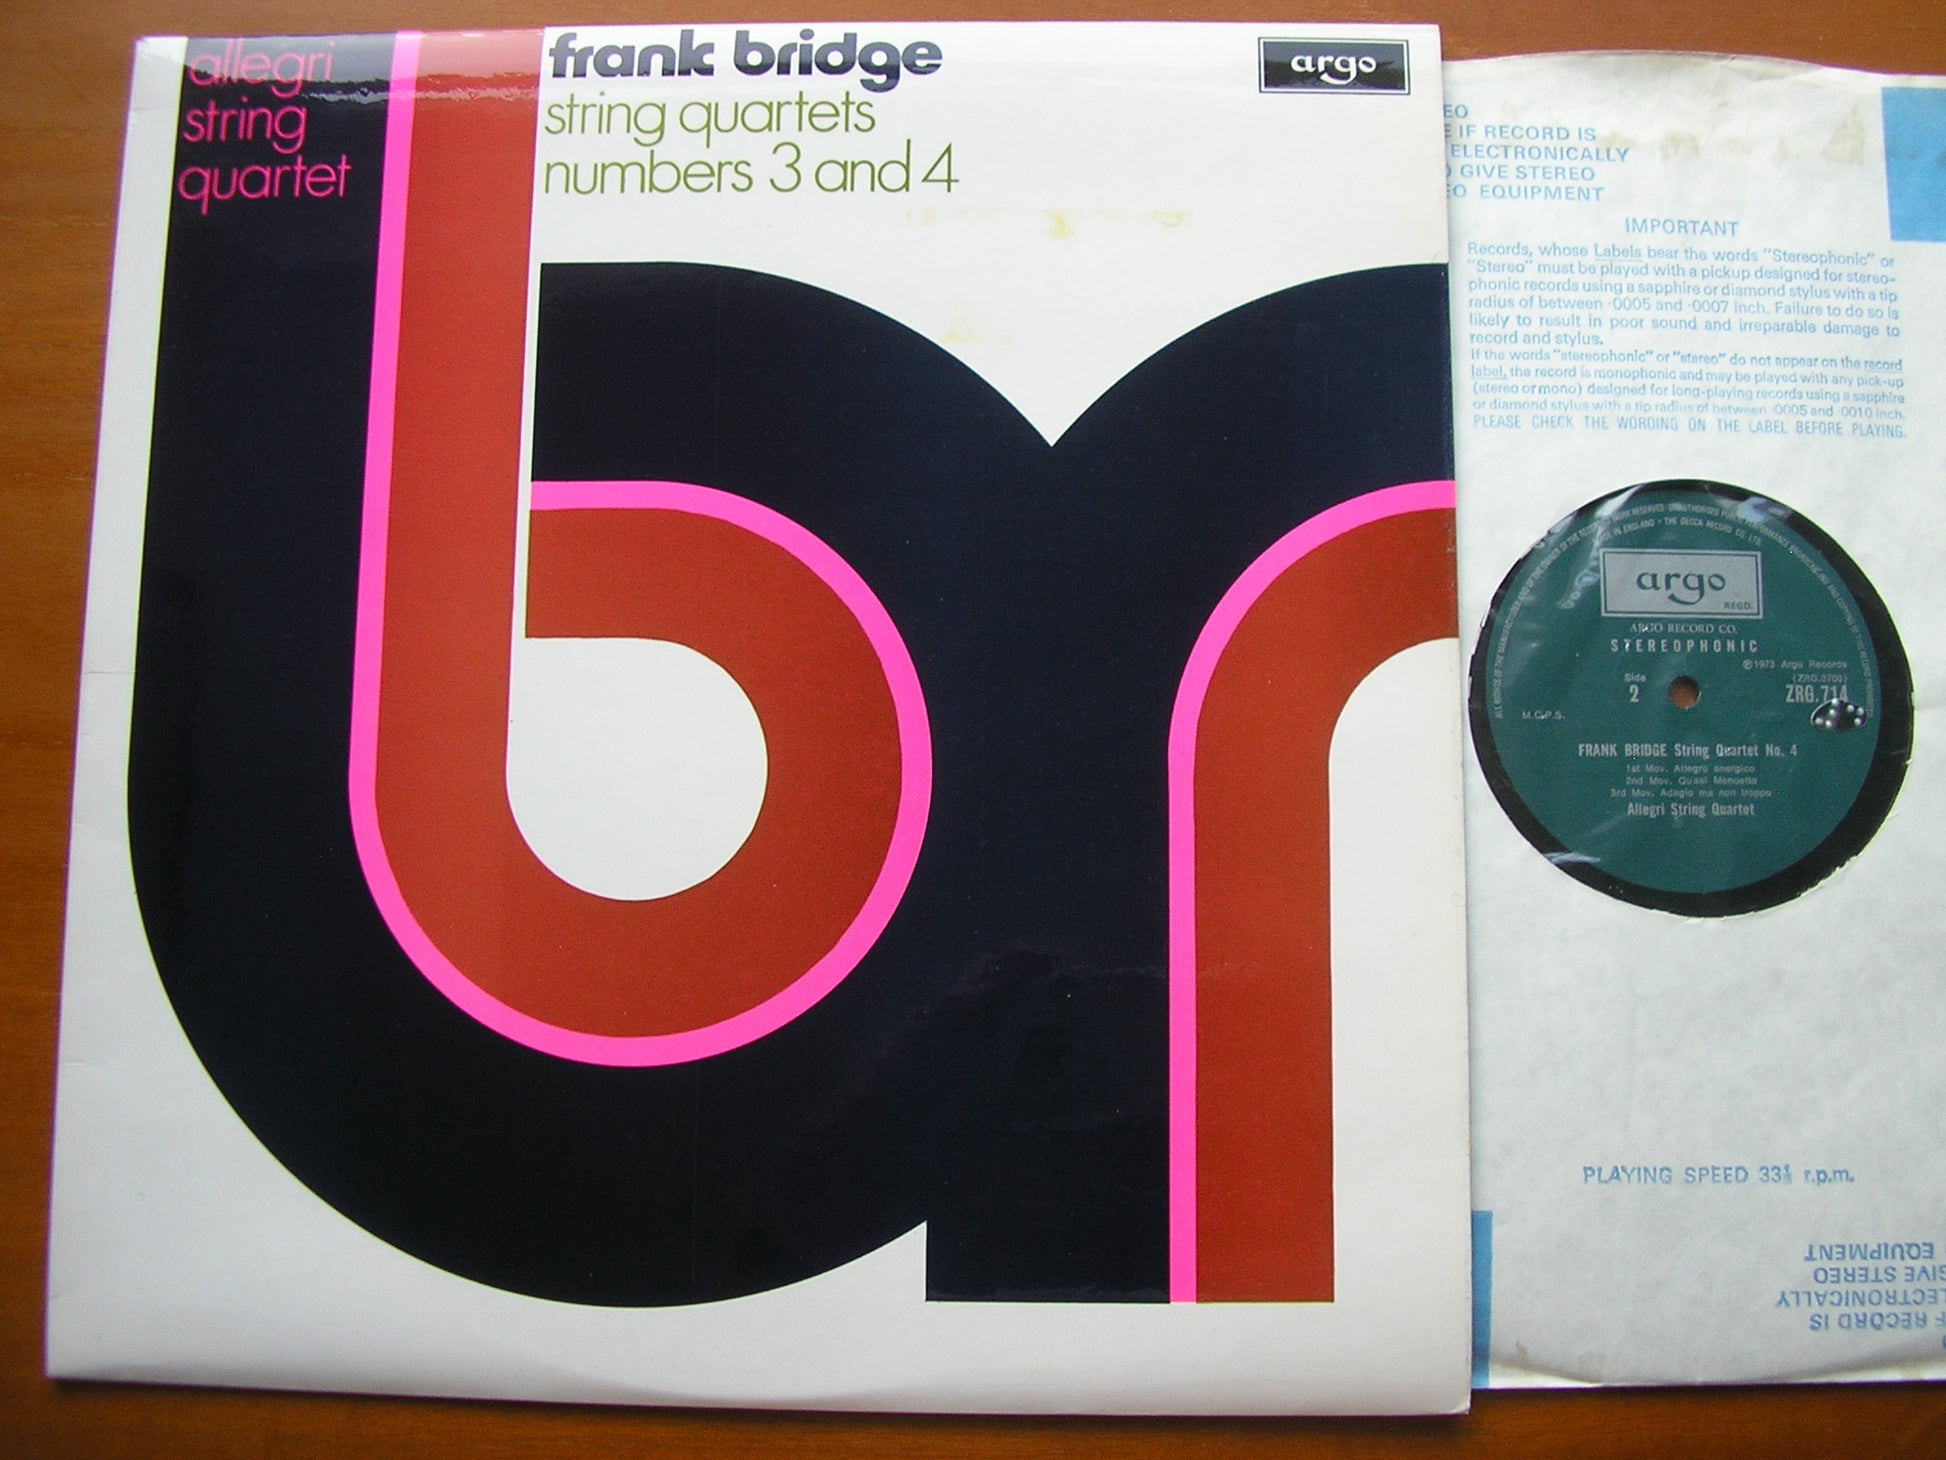 allegri
string
quartet
frank bridge
string quartets
numbers 3 and 4
argo
br
EO
E IF RECORD IS
ELECTRONICALLY
O GIVE STEREO
EO EQUIPMENT
IMPORTANT
Records, whose Labels bear the words "Stereophonic" or
"Stereo" must be played with a pickup designed for stereo-
phonic records using a sapphire or diamond stylus with a tip
radius of between ·0005 and ·0007 inch. Failure to do so is
likely to result in poor sound and irreparable damage to
record and stylus.
If the words "stereophonic" or "stereo" do not appear on the record
label, the record is monophonic and may be played with any pick-up
(stereo or mono) designed for long-playing records using a sapphire
or diamond stylus with a tip radius of between ·0005 and ·0010 inch.
PLEASE CHECK THE WORDING ON THE LABEL BEFORE PLAYING.
argo
REGD.
ARGO RECORD CO.
STEREOPHONIC
℗1973 Argo Records
Side
(ZRG.3700)
2
ZRG.714
M.C.P.S.
FRANK BRIDGE String Quartet No. 4
1st Mov. Allegro energico
2nd Mov. Quasi Menuetto
3rd Mov. Adagio ma non troppo
Allegri String Quartet
PLAYING SPEED 33⅓ r.p.m.
EQUIPMENT
GIVE STEREO
ELECTRONICALLY
IF RECORD IS